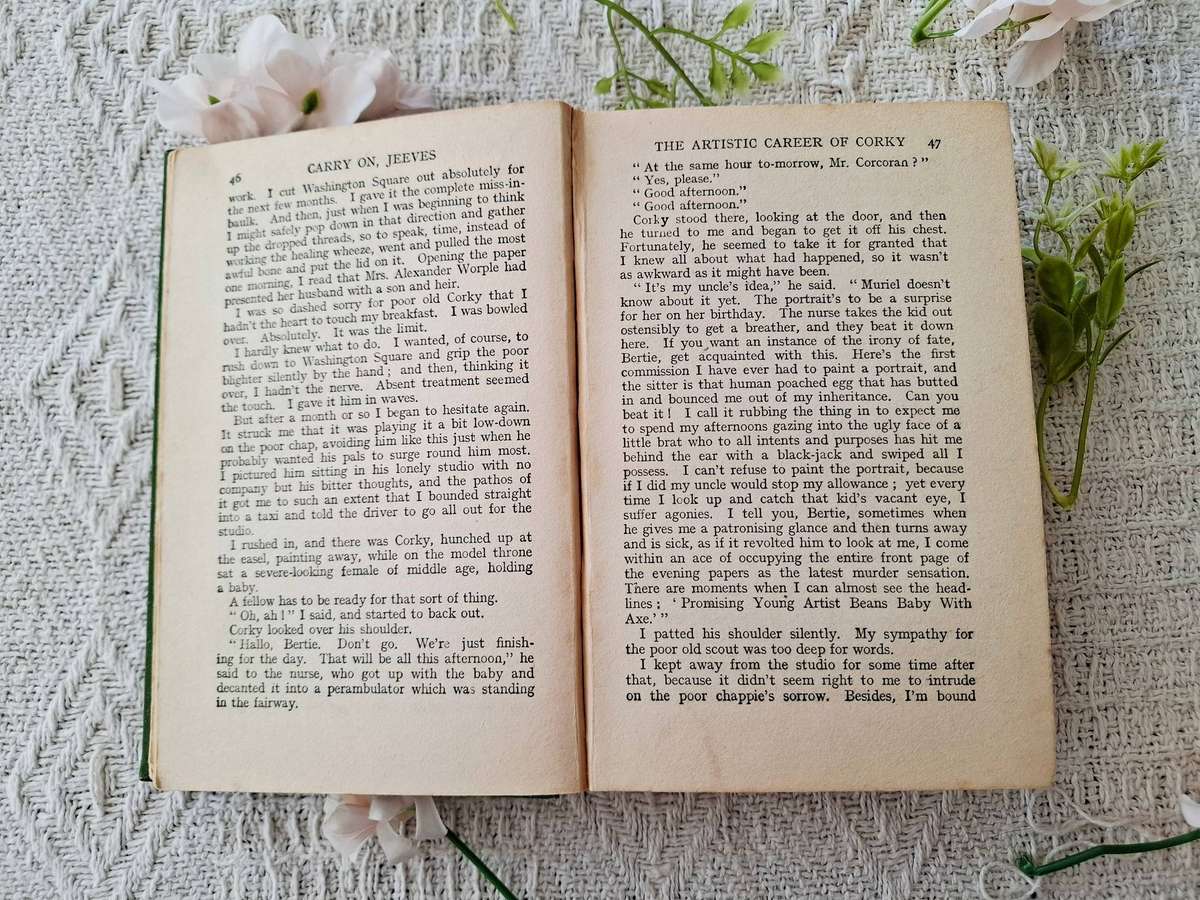 46
CARRY ON, JEEVES
work. I cut Washington Square out absolutely for
the next few months. I gave it the complete miss-in-
baulk. And then, just when I was beginning to think
I might safely pop down in that direction and gather
up the dropped threads, so to speak, time, instead of
working the healing wheeze, went and pulled the most
awful bone and put the lid on it. Opening the paper
one morning, I read that Mrs. Alexander Worple had
presented her husband with a son and heir.
I was so dashed sorry for poor old Corky that I
hadn't the heart to touch my breakfast. I was bowled
over. Absolutely. It was the limit.
I hardly knew what to do. I wanted, of course, to
rush down to Washington Square and grip the poor
blighter silently by the hand; and then, thinking it
over, I hadn't the nerve. Absent treatment seemed
the touch. I gave it him in waves.
But after a month or so I began to hesitate again.
It struck me that it was playing it a bit low-down
on the poor chap, avoiding him like this just when he
probably wanted his pals to surge round him most.
I pictured him sitting in his lonely studio with no
company but his bitter thoughts, and the pathos of
it got me to such an extent that I bounded straight
into a taxi and told the driver to go all out for the
studio.
I rushed in, and there was Corky, hunched up at
the easel, painting away, while on the model throne
sat a severe-looking female of middle age, holding
a baby.
A fellow has to be ready for that sort of thing.
"Oh, ah!" I said, and started to back out.
Corky looked over his shoulder.
"Hallo, Bertie. Don't go. We're just finish-
ing for the day. That will be all this afternoon," he
said to the nurse, who got up with the baby and
decanted it into a perambulator which was standing
in the fairway.
THE ARTISTIC CAREER OF CORKY 47
"At the same hour to-morrow, Mr. Corcoran?"
"Yes, please."
"Good afternoon."
"Good afternoon."
Corky stood there, looking at the door, and then
he turned to me and began to get it off his chest.
Fortunately, he seemed to take it for granted that
I knew all about what had happened, so it wasn't
as awkward as it might have been.
"It's my uncle's idea," he said. "Muriel doesn't
know about it yet. The portrait's to be a surprise
for her on her birthday. The nurse takes the kid out
ostensibly to get a breather, and they beat it down
here. If you want an instance of the irony of fate,
Bertie, get acquainted with this. Here's the first
commission I have ever had to paint a portrait, and
the sitter is that human poached egg that has butted
in and bounced me out of my inheritance. Can you
beat it! I call it rubbing the thing in to expect me
to spend my afternoons gazing into the ugly face of a
little brat who to all intents and purposes has hit me
behind the ear with a black-jack and swiped all I
possess. I can't refuse to paint the portrait, because
if I did my uncle would stop my allowance; yet every
time I look up and catch that kid's vacant eye, I
suffer agonies. I tell you, Bertie, sometimes when
he gives me a patronising glance and then turns away
and is sick, as if it revolted him to look at me, I come
within an ace of occupying the entire front page of
the evening papers as the latest murder sensation.
There are moments when I can almost see the head-
lines; 'Promising Young Artist Beans Baby With
Axe.'"
I patted his shoulder silently. My sympathy for
the poor old scout was too deep for words.
I kept away from the studio for some time after
that, because it didn't seem right to me to intrude
on the poor chappie's sorrow. Besides, I'm bound